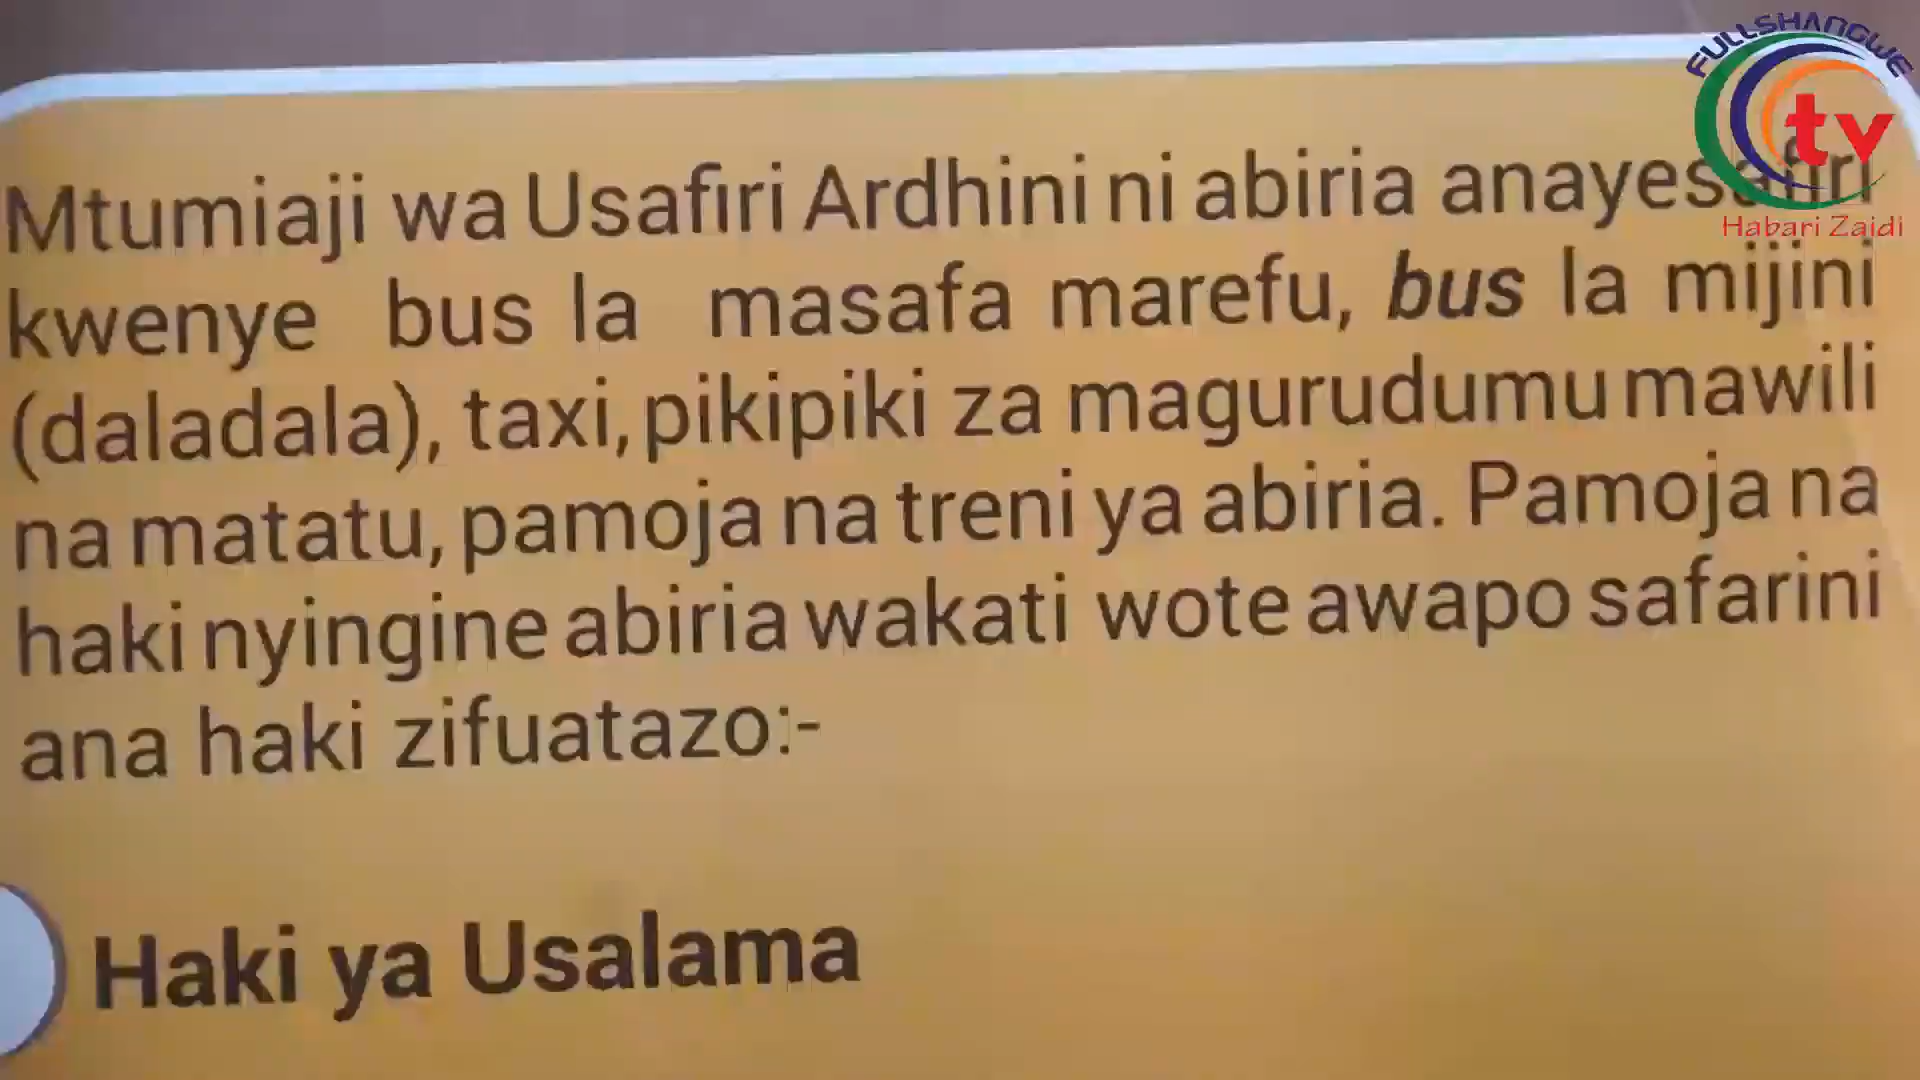 FULLSHANGWE
tv
Habari Zaidi
Mtumiaji wa Usafiri Ardhini ni abiria anayesafiri
kwenye bus la masafa marefu, bus la mijini
(daladala), taxi, pikipiki za magurudumu mawili
na matatu, pamoja na treni ya abiria. Pamoja na
haki nyingine abiria wakati wote awapo safarini
ana haki zifuatazo:-
Haki ya Usalama